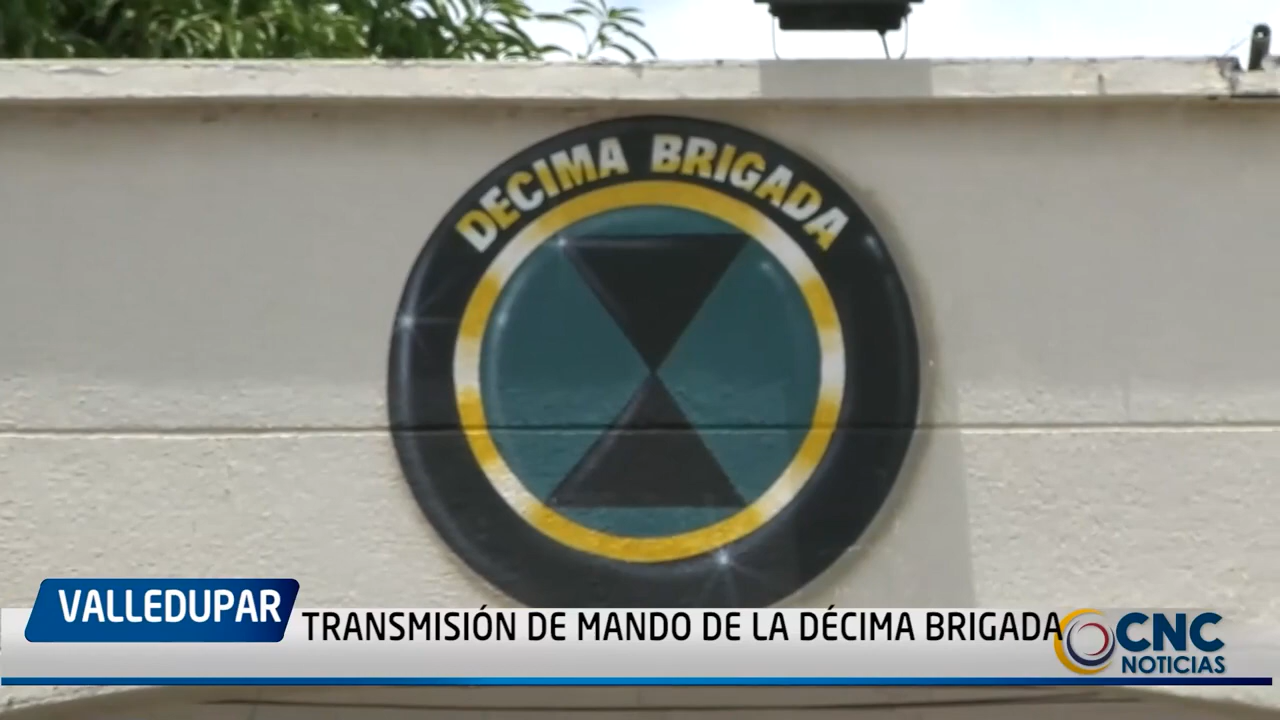 DECIMA BRIGADA
VALLEDUPAR
TRANSMISIÓN DE MANDO DE LA DÉCIMA BRIGADA
CNC
NOTICIAS